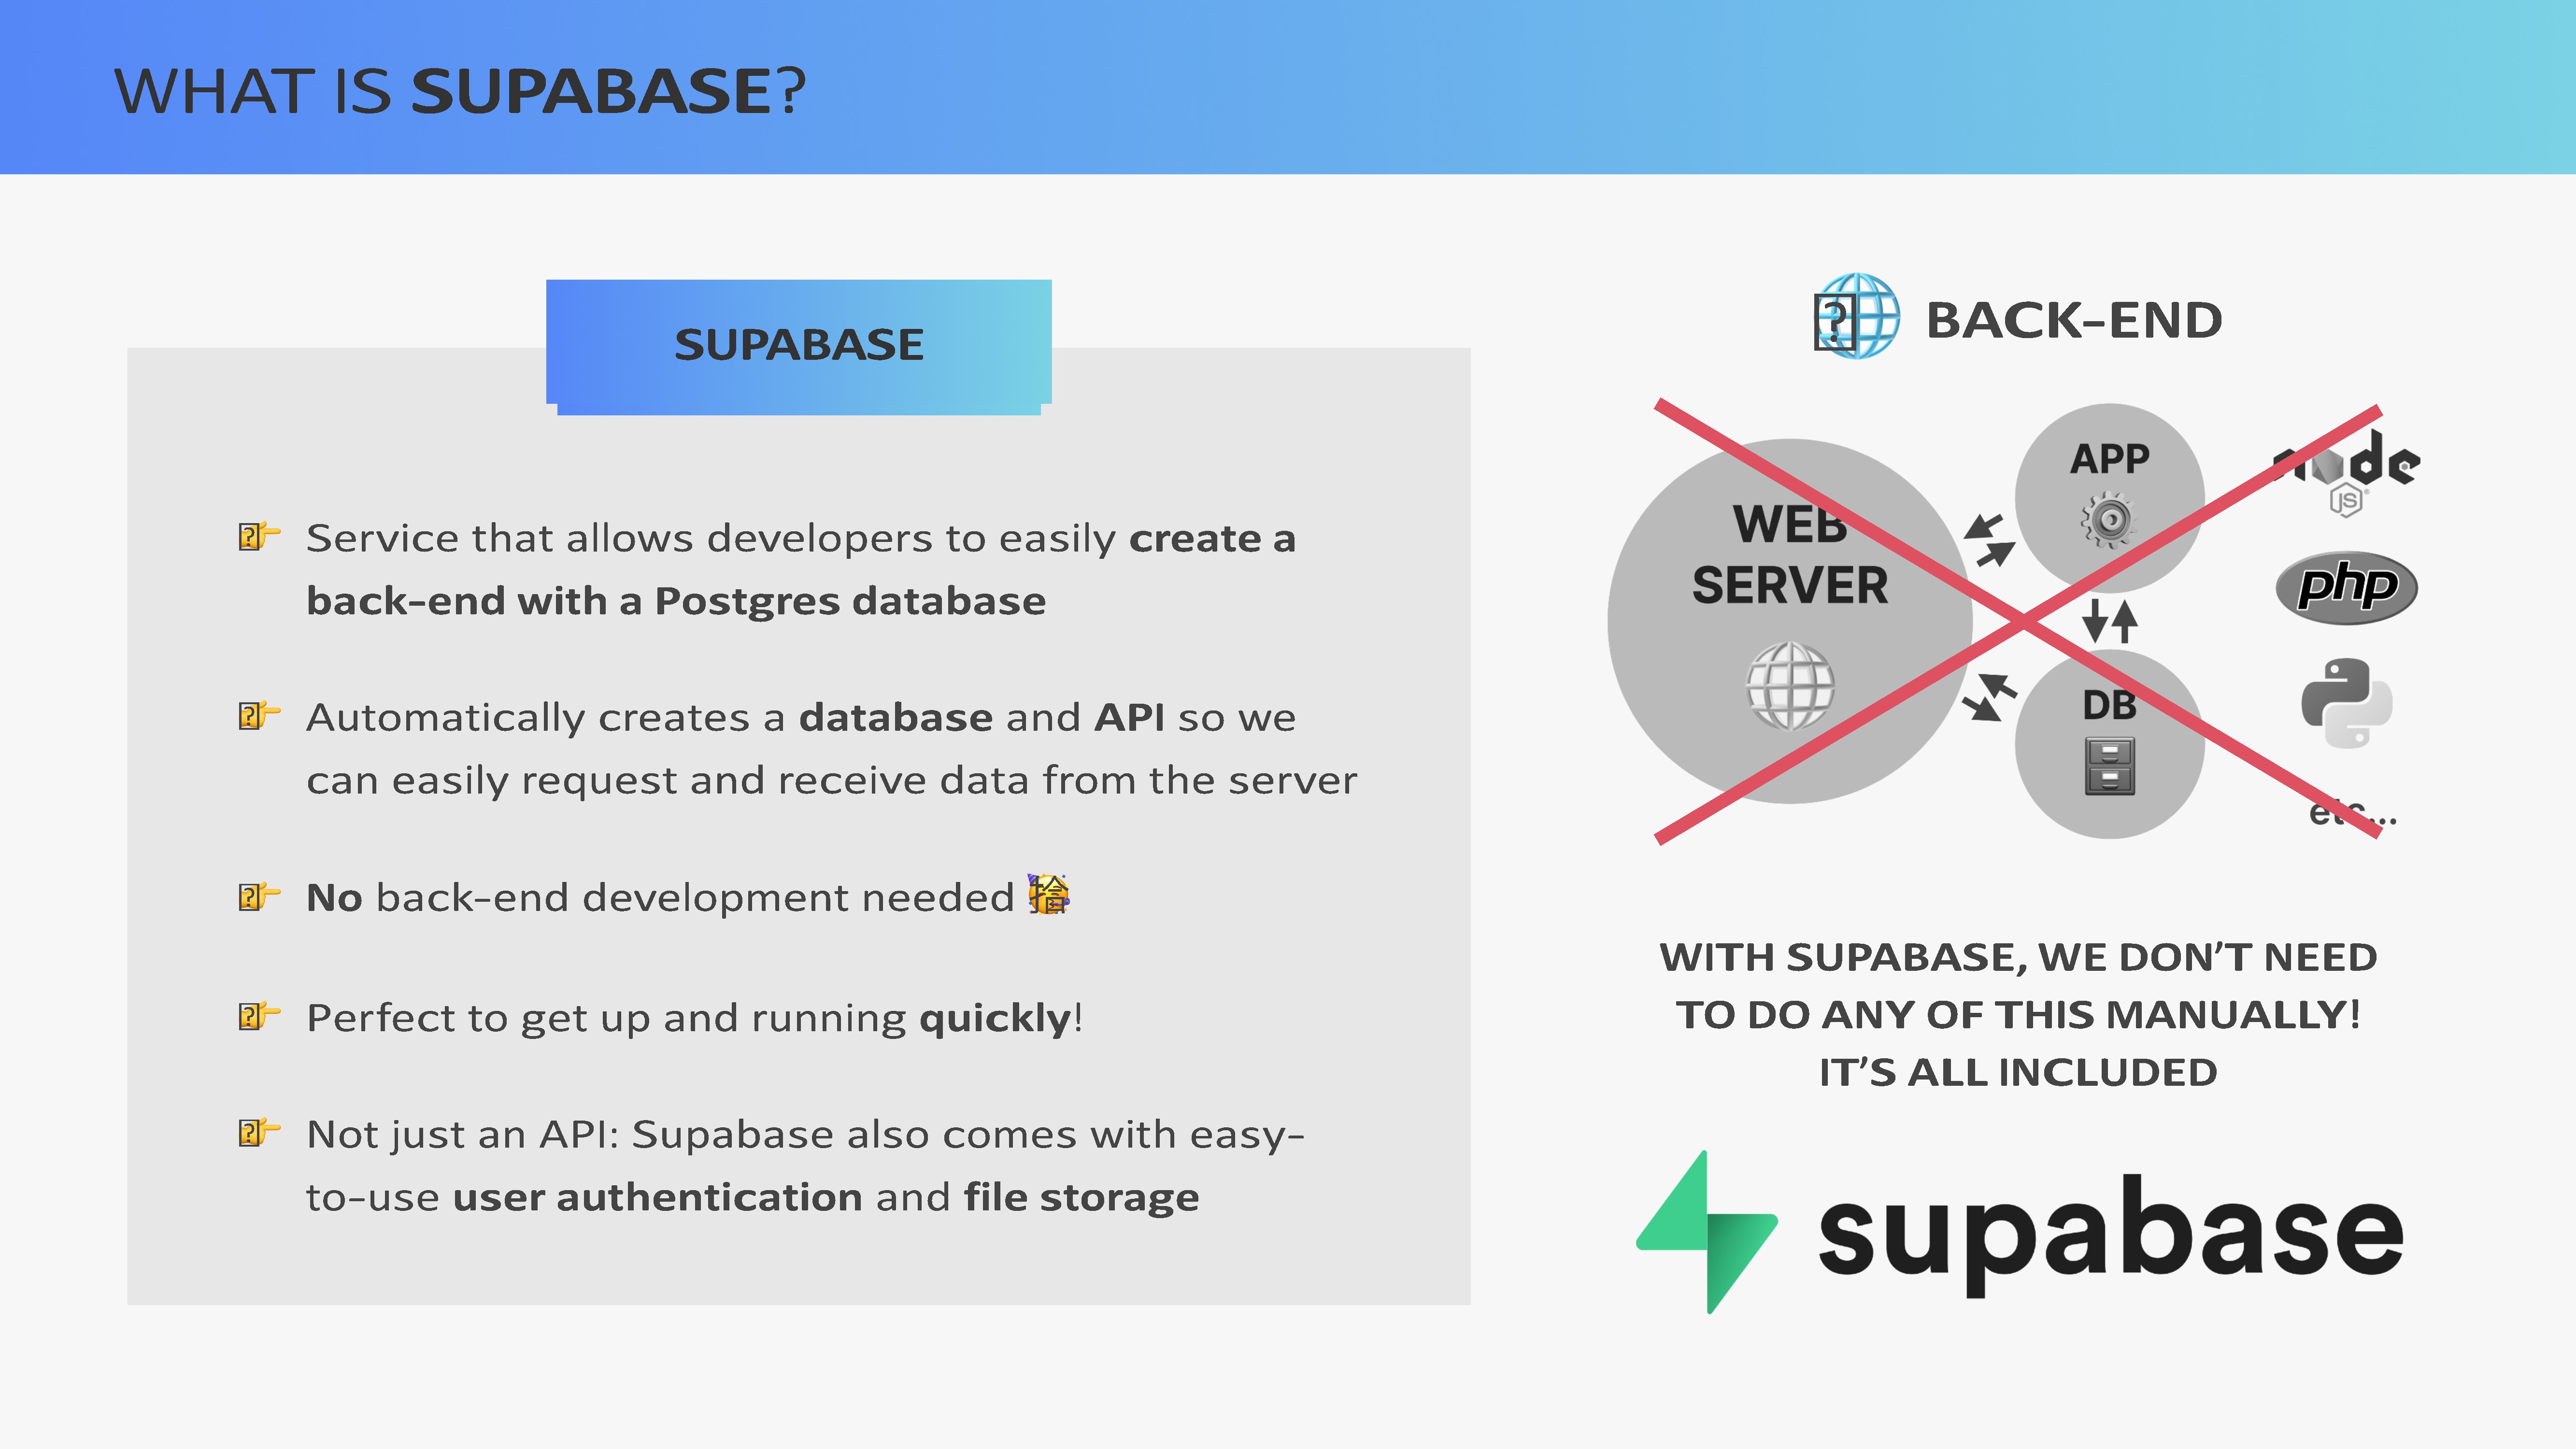 WHAT IS SUPABASE?
SUPABASE
👉 Service that allows developers to easily create a
back-end with a Postgres database
👉 Automatically creates a database and API so we
can easily request and receive data from the server
👉 No back-end development needed 🥳
👉 Perfect to get up and running quickly!
👉 Not just an API: Supabase also comes with easy-
to-use user authentication and file storage
🌐 BACK-END
WEB
SERVER
APP
DB
node
JS
php
etc...
WITH SUPABASE, WE DON’T NEED
TO DO ANY OF THIS MANUALLY!
IT’S ALL INCLUDED
supabase